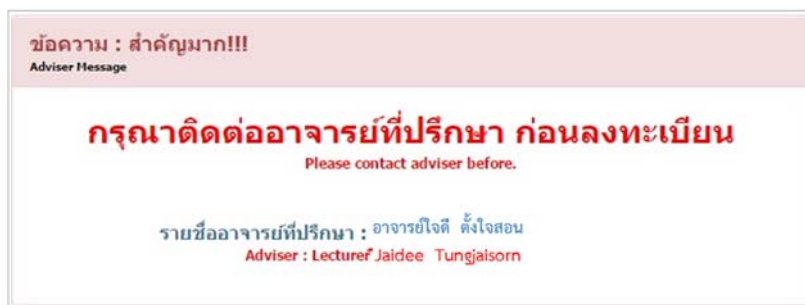 ข้อความ : สำคัญมาก!!!
Adviser Message
กรุณาติดต่ออาจารย์ที่ปรึกษา ก่อนลงทะเบียน
Please contact adviser before.
รายชื่ออาจารย์ที่ปรึกษา : อาจารย์ใจดี ตั้งใจสอน
Adviser : Lecturer Jaidee Tungjaisorn